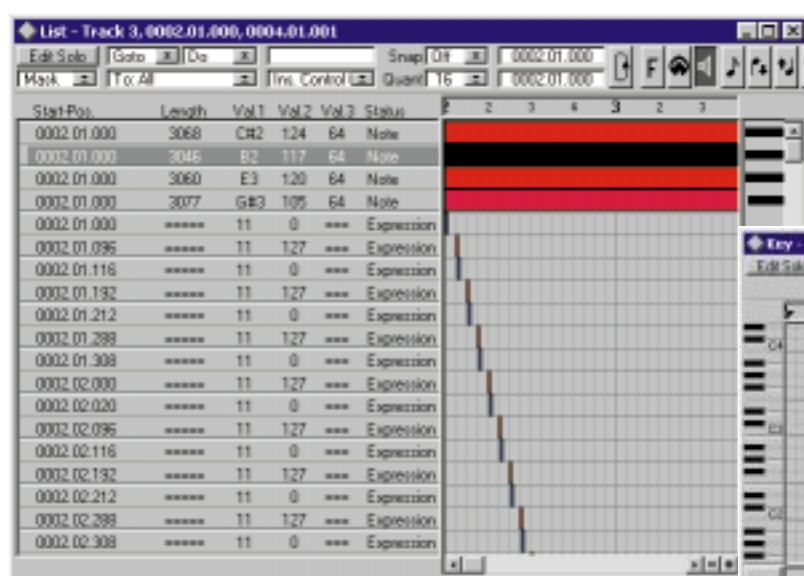 List - Track 3, 0002.01.000, 0004.01.001
Edit Solo Goto Do Snap Off 0002.01.000
Mask To: All Ins. Control Quant 16 0002.01.000
F
Start-Pos. Length Val.1 Val.2 Val.3 Status 2 3 4 3 2 3
0002.01.000 3068 C#2 124 64 Note
0002.01.000 3046 B2 117 64 Note
0002.01.000 3060 E3 120 64 Note
0002.01.000 3077 G#3 105 64 Note
0002.01.000 ===== 11 0 === Expression
0002.01.096 ===== 11 127 === Expression
0002.01.116 ===== 11 0 === Expression
0002.01.192 ===== 11 127 === Expression
0002.01.212 ===== 11 0 === Expression
0002.01.288 ===== 11 127 === Expression
0002.01.308 ===== 11 0 === Expression
0002.02.000 ===== 11 127 === Expression
0002.02.020 ===== 11 0 === Expression
0002.02.096 ===== 11 127 === Expression
0002.02.116 ===== 11 0 === Expression
0002.02.192 ===== 11 127 === Expression
0002.02.212 ===== 11 0 === Expression
0002.02.288 ===== 11 127 === Expression
0002.02.308 ===== 11 0 === Expression
Key -
Edit Solo
C4
E3
C3